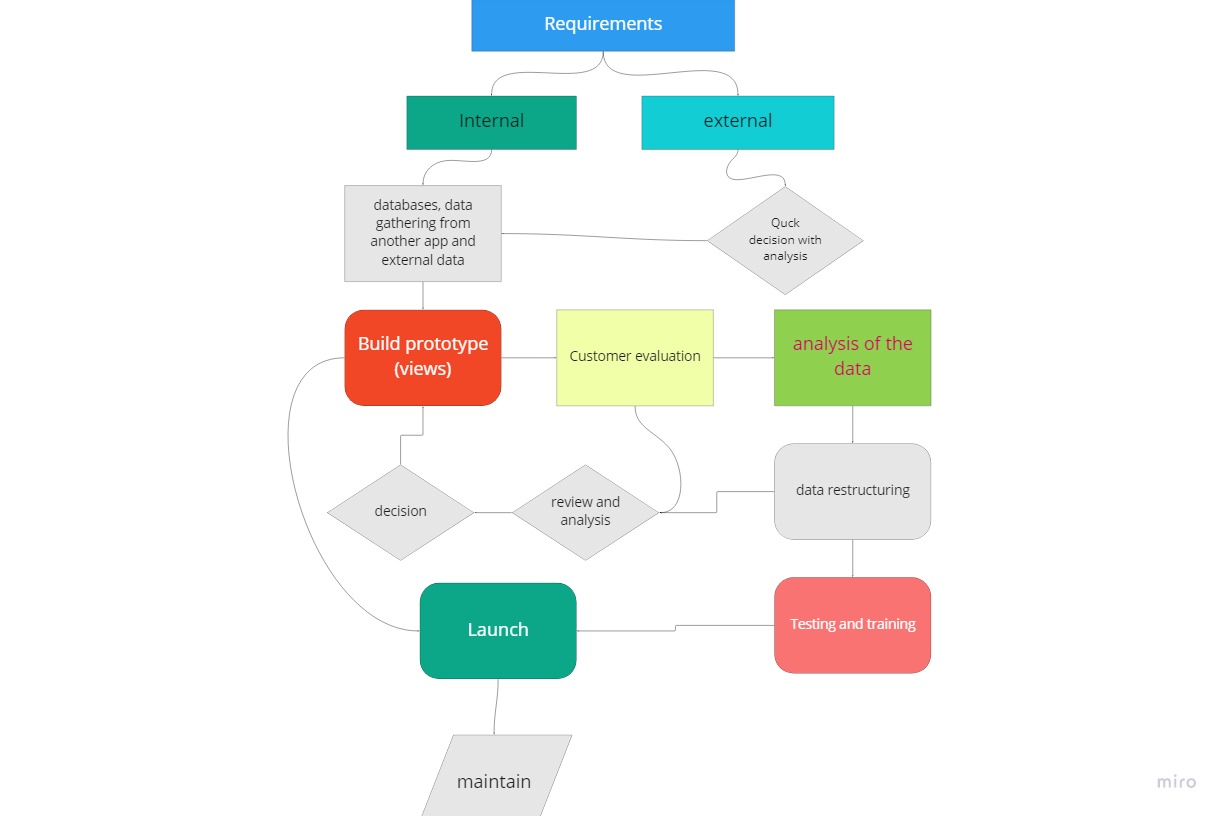 Requirements
Internal
external
databases, data
gathering from
another app and
external data
Quck
decision with
analysis
Build prototype
(views)
Customer evaluation
analysis of the
data
decision
review and
analysis
data restructuring
Launch
Testing and training
maintain
miro